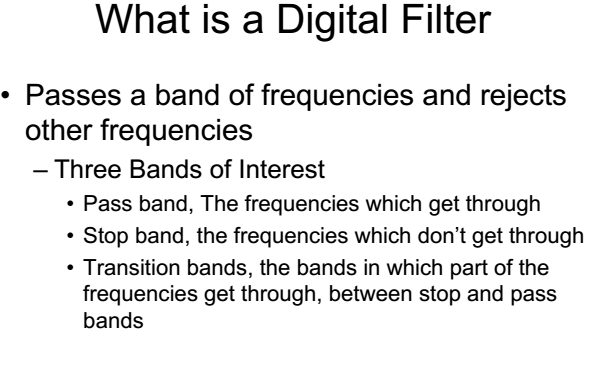 What is a Digital Filter
• Passes a band of frequencies and rejects
other frequencies
– Three Bands of Interest
• Pass band, The frequencies which get through
• Stop band, the frequencies which don't get through
• Transition bands, the bands in which part of the
frequencies get through, between stop and pass
bands